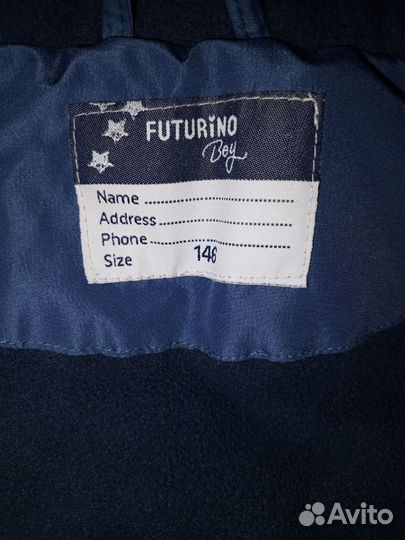 FUTURINO
Boy
Name
Address
Phone
Size 146
Avito